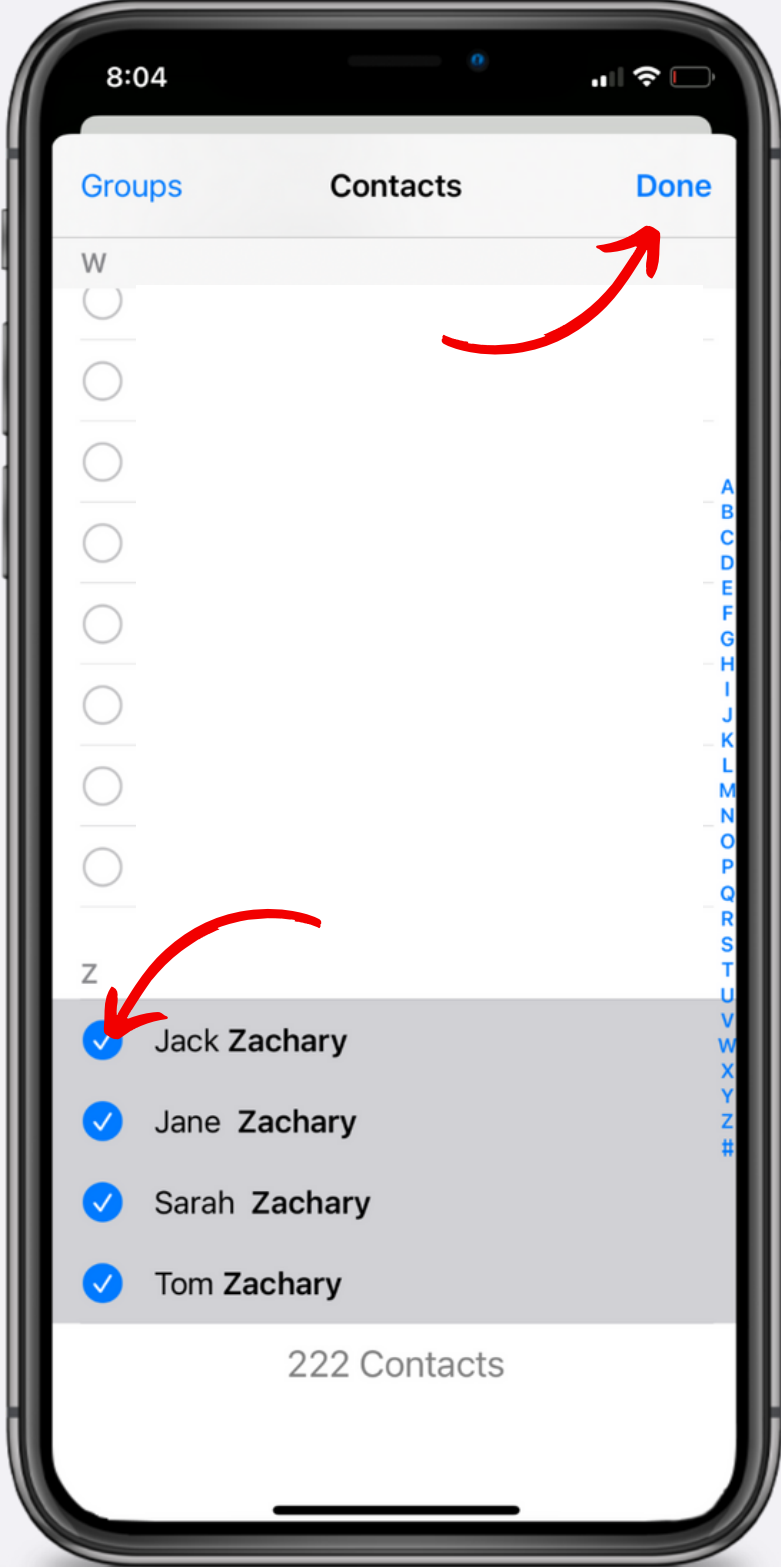 8:04
Groups Contacts Done
W
A
B
C
D
E
F
G
H
I
J
K
L
M
N
O
P
Q
R
S
T
U
V
W
X
Y
Z
#
Z
Jack Zachary
Jane Zachary
Sarah Zachary
Tom Zachary
222 Contacts